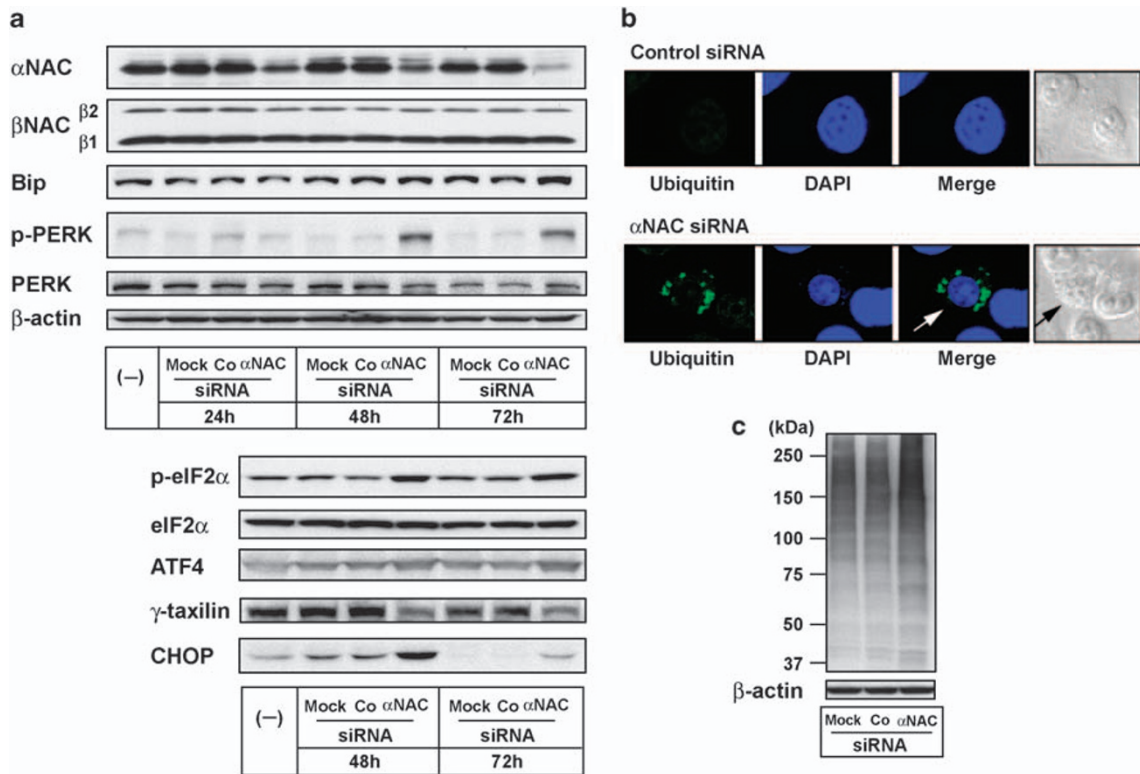 a
αNAC
βNAC β2
β1
Bip
p-PERK
PERK
β-actin
(–) Mock Co αNAC Mock Co αNAC Mock Co αNAC
siRNA siRNA siRNA
24h 48h 72h
p-eIF2α
eIF2α
ATF4
γ-taxilin
CHOP
(–) Mock Co αNAC Mock Co αNAC
siRNA siRNA
48h 72h
b
Control siRNA
Ubiquitin DAPI Merge
αNAC siRNA
Ubiquitin DAPI Merge
c (kDa)
250
150
100
75
50
37
β-actin
Mock Co αNAC
siRNA